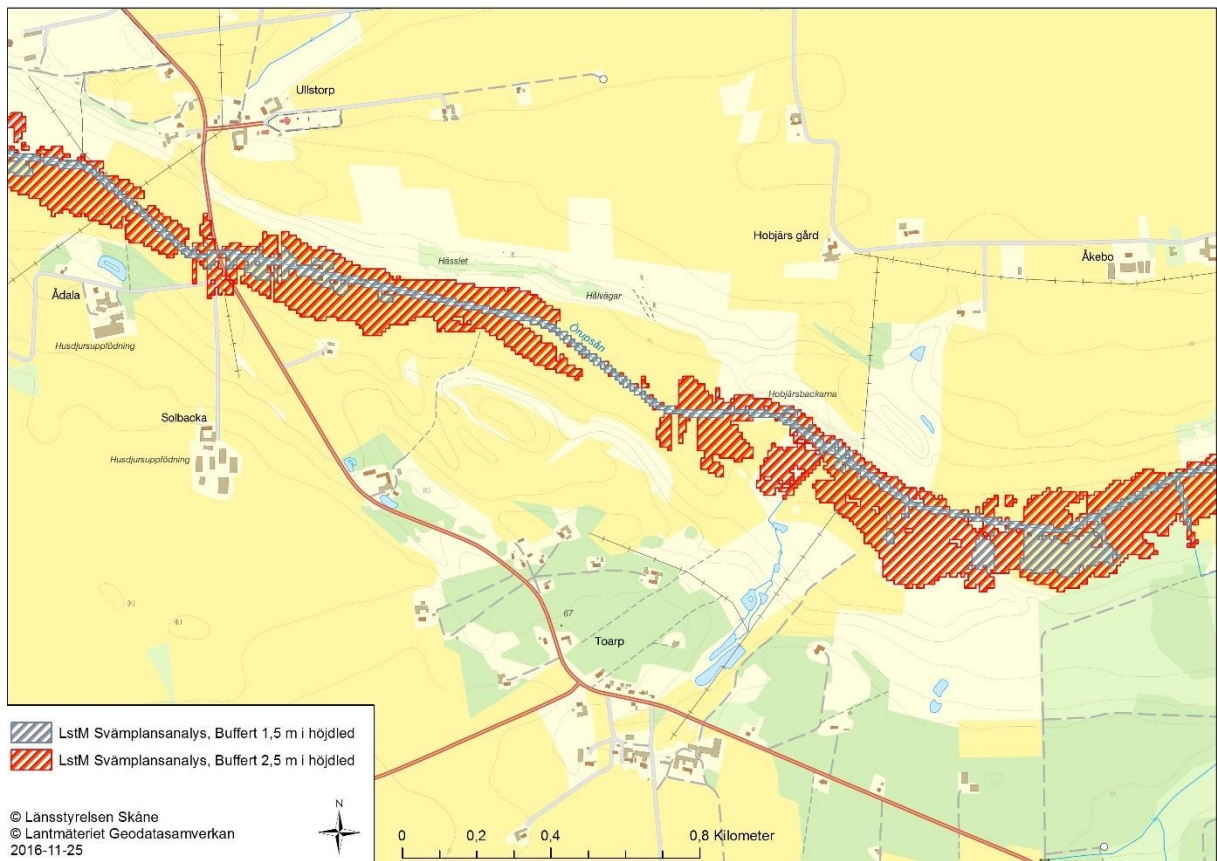 Ullstorp
Hobjärs gård
Åkebo
Hässlet
Hålvägar
Ådala
Örupsån
Husdjursuppfödning
Hobjärsbackarna
Solbacka
Husdjursuppfödning
67
Toarp
LstM Svämplansanalys, Buffert 1,5 m i höjdled
LstM Svämplansanalys, Buffert 2,5 m i höjdled
© Länsstyrelsen Skåne
© Lantmäteriet Geodatasamverkan
2016-11-25
N
0 0,2 0,4 0,8 Kilometer